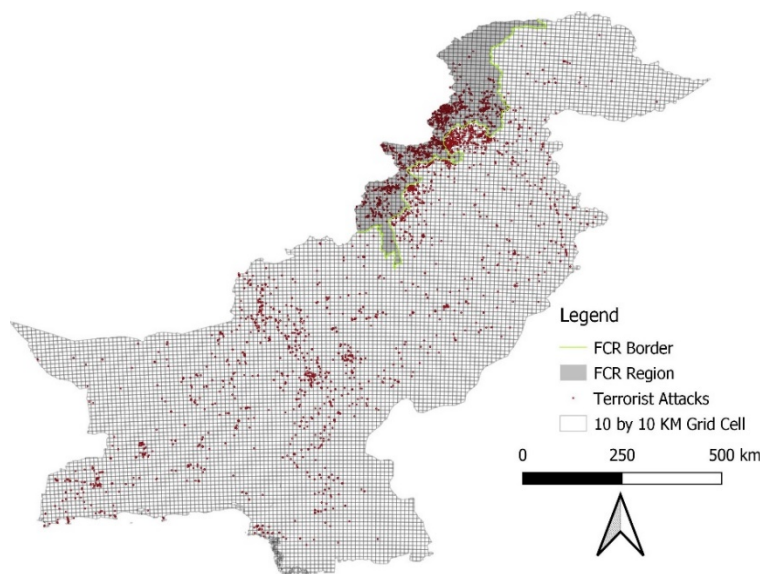 Legend
FCR Border
FCR Region
Terrorist Attacks
10 by 10 KM Grid Cell
0 250 500 km